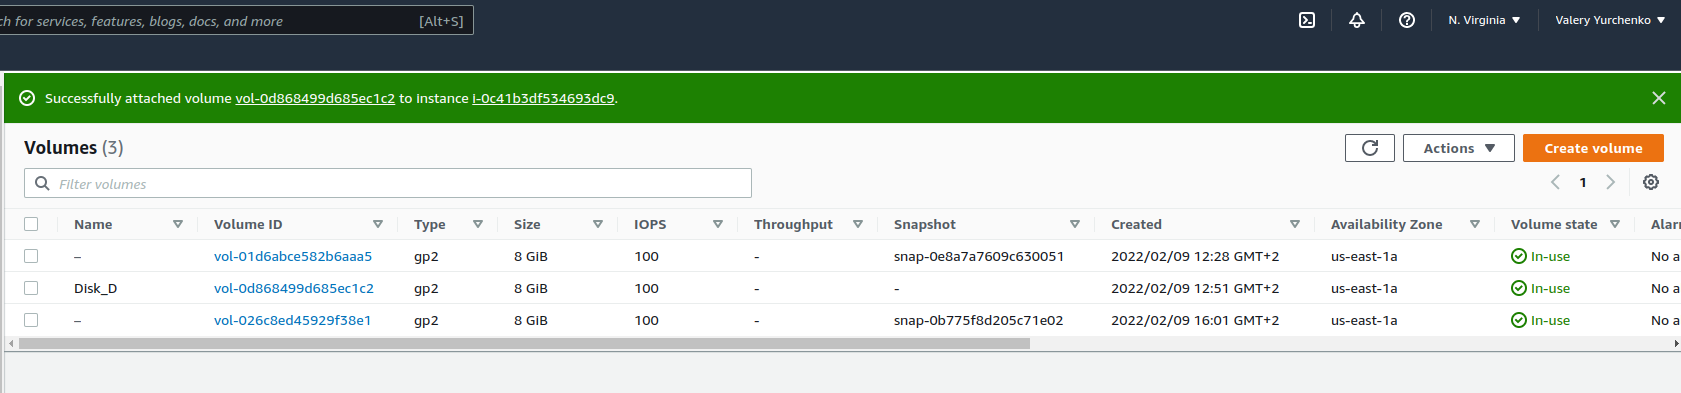 ch for services, features, blogs, docs, and more [Alt+S] N. Virginia Valery Yurchenko
Successfully attached volume vol-0d868499d685ec1c2 to instance i-0c41b3df534693dc9.
Volumes (3) Actions Create volume
Filter volumes 1
Name Volume ID Type Size IOPS Throughput Snapshot Created Availability Zone Volume state Alarr
– vol-01d6abce582b6aaa5 gp2 8 GiB 100 - snap-0e8a7a7609c630051 2022/02/09 12:28 GMT+2 us-east-1a In-use No a
Disk_D vol-0d868499d685ec1c2 gp2 8 GiB 100 - - 2022/02/09 12:51 GMT+2 us-east-1a In-use No a
– vol-026c8ed45929f38e1 gp2 8 GiB 100 - snap-0b775f8d205c71e02 2022/02/09 16:01 GMT+2 us-east-1a In-use No a